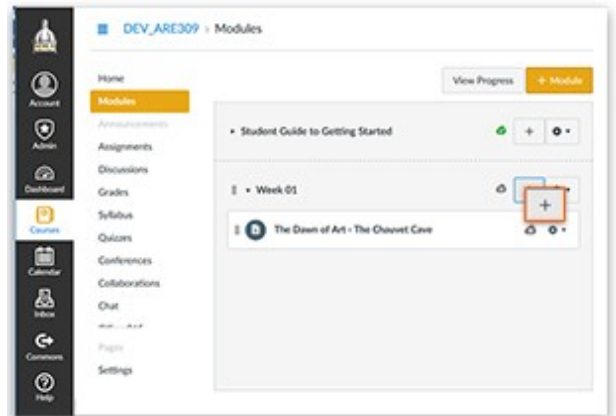 DEV_ARE309 › Modules
Account
Admin
Dashboard
Courses
Calendar
Inbox
Commons
Help
Home
Modules
Announcements
Assignments
Discussions
Grades
Syllabus
Quizzes
Conferences
Collaborations
Chat
Pages
Settings
View Progress
+ Module
Student Guide to Getting Started
+
Week 01
+
The Dawn of Art - The Chauvet Cave